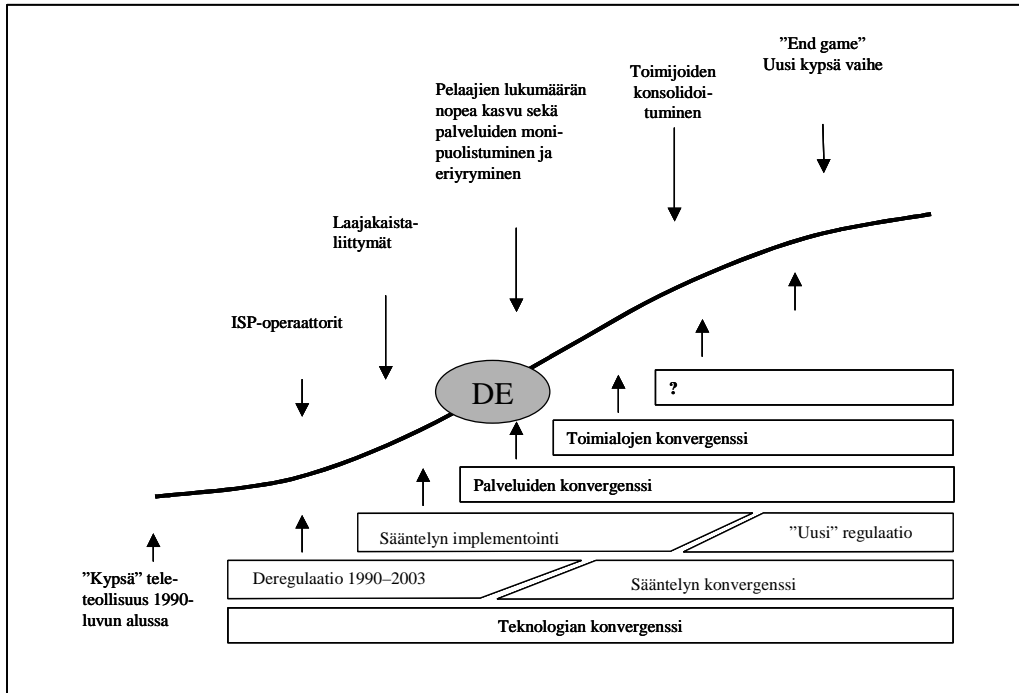 ”End game”
Uusi kypsä vaihe
Toimijoiden
konsolidoi-
tuminen
Pelaajien lukumäärän
nopea kasvu sekä
palveluiden moni-
puolistuminen ja
eriyryminen
Laajakaista-
liittymät
ISP-operaattorit
DE
?
Toimialojen konvergenssi
Palveluiden konvergenssi
Sääntelyn implementointi
”Uusi” regulaatio
”Kypsä” tele-
teollisuus 1990-
luvun alussa
Deregulaatio 1990–2003
Sääntelyn konvergenssi
Teknologian konvergenssi